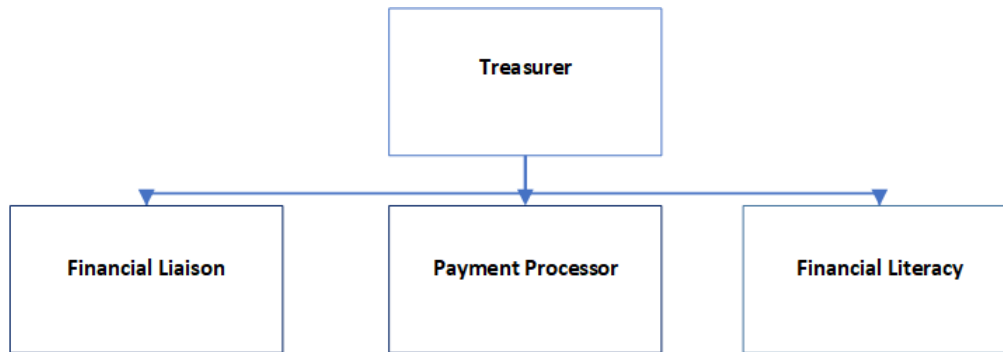 Treasurer
Financial Liaison
Payment Processor
Financial Literacy